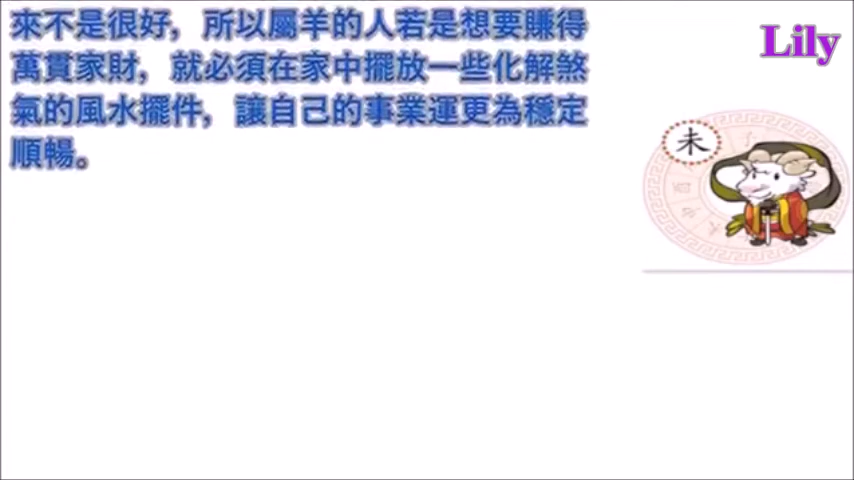 來不是很好，所以屬羊的人若是想要賺得
萬貫家財，就必須在家中擺放一些化解煞
氣的風水擺件，讓自己的事業運更為穩定
順暢。
Lily
未
子
酉